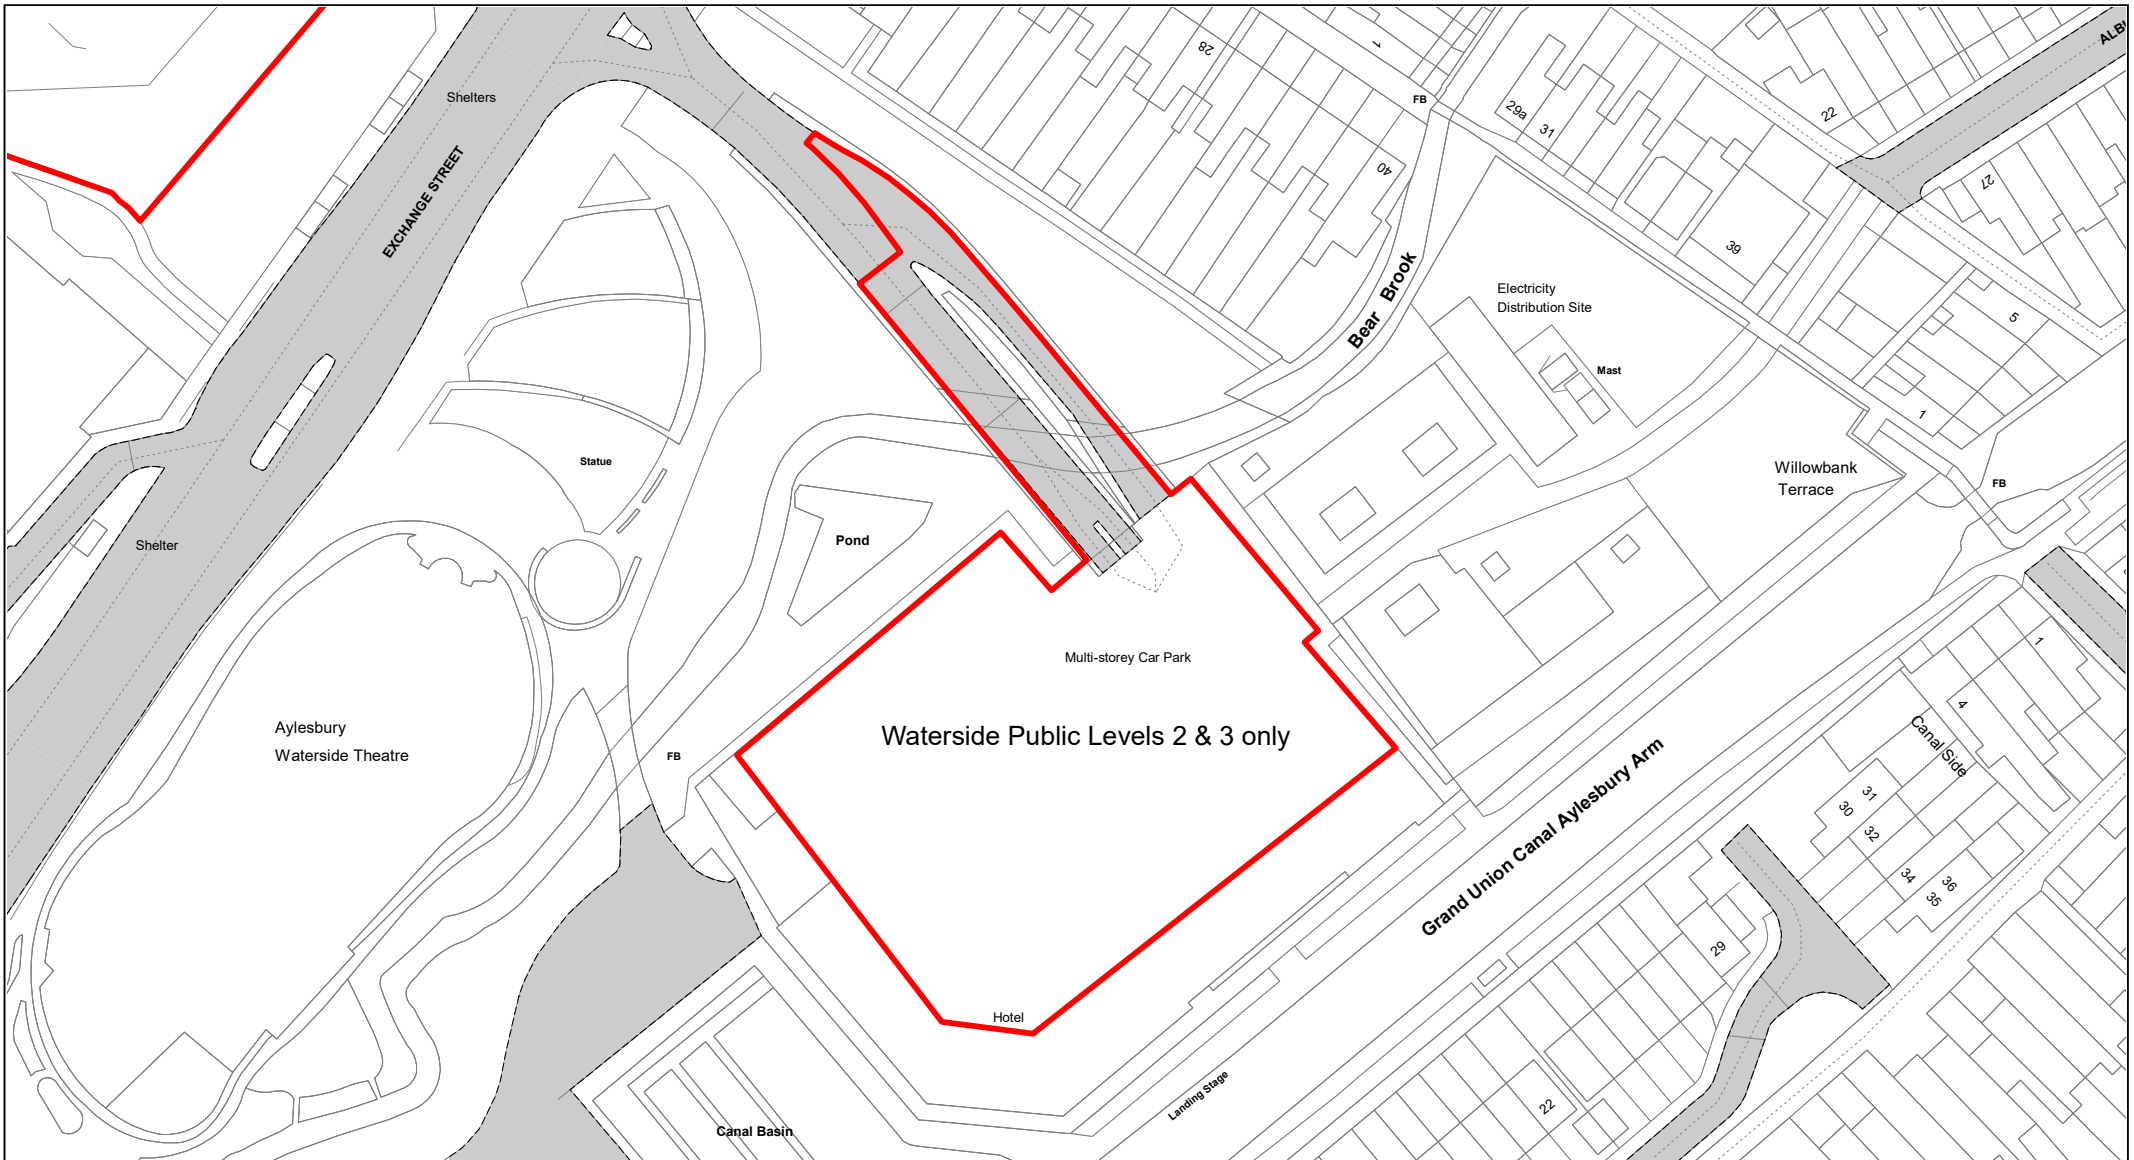 28
1
ALB
Shelters
FB
29a
31
22
EXCHANGE STREET
40
27
39
Bear Brook
Electricity
Distribution Site
5
Mast
1
Statue
Willowbank
Terrace
FB
Pond
Shelter
Multi-storey Car Park
1
Waterside Public Levels 2 & 3 only
4
Canal Side
Aylesbury
Waterside Theatre
FB
Grand Union Canal Aylesbury Arm
31
30
32
34
36
35
29
Hotel
Landing Stage
22
Canal Basin